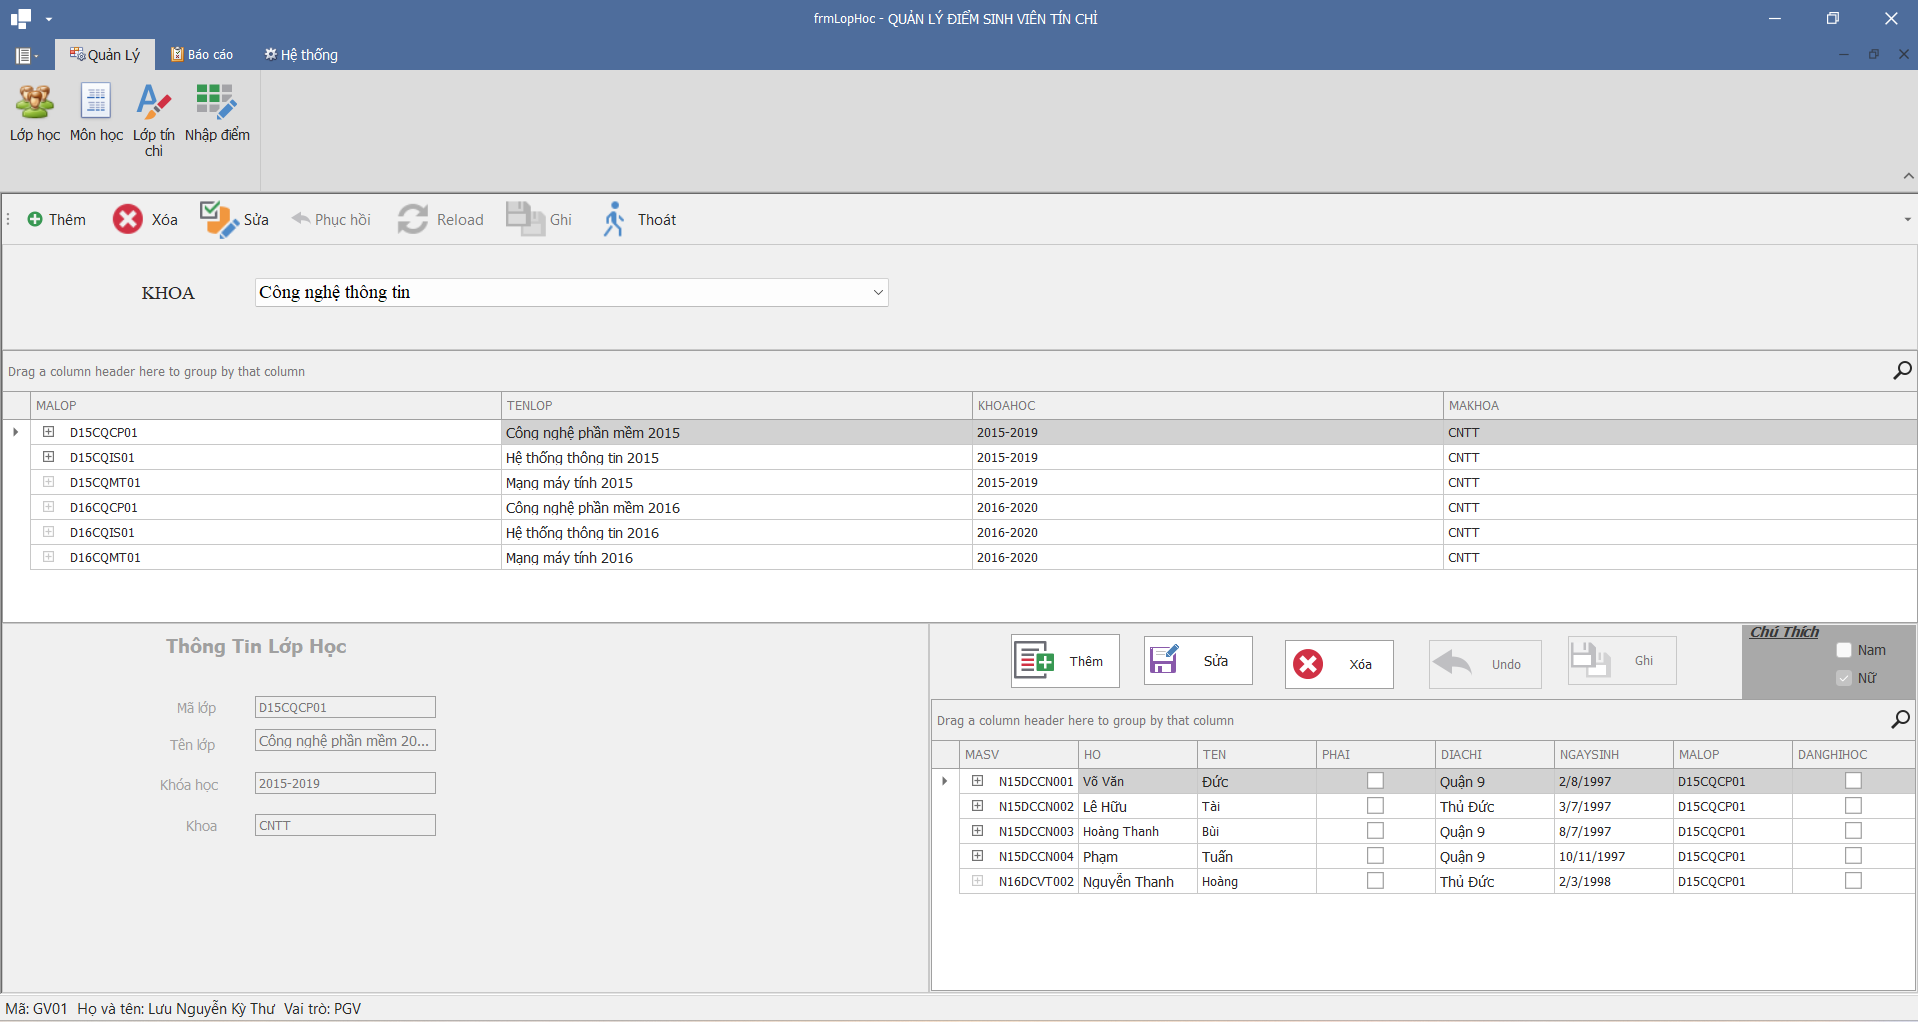 frmLopHoc - QUẢN LÝ ĐIỂM SINH VIÊN TÍN CHỈ
Quản Lý Báo cáo Hệ thống
Lớp học Môn học Lớp tín chỉ Nhập điểm
Thêm Xóa Sửa Phục hồi Reload Ghi Thoát
KHOA Công nghệ thông tin
Drag a column header here to group by that column
MALOP TENLOP KHOAHOC MAKHOA
D15CQCP01 Công nghệ phần mềm 2015 2015-2019 CNTT
D15CQIS01 Hệ thống thông tin 2015 2015-2019 CNTT
D15CQMT01 Mạng máy tính 2015 2015-2019 CNTT
D16CQCP01 Công nghệ phần mềm 2016 2016-2020 CNTT
D16CQIS01 Hệ thống thông tin 2016 2016-2020 CNTT
D16CQMT01 Mạng máy tính 2016 2016-2020 CNTT
Thông Tin Lớp Học
Mã lớp D15CQCP01
Tên lớp Công nghệ phần mềm 20...
Khóa học 2015-2019
Khoa CNTT
Thêm Sửa Xóa Undo Ghi
Chú Thích
Nam
Nữ
Drag a column header here to group by that column
MASV HO TEN PHAI DIACHI NGAYSINH MALOP DANGHIHOC
N15DCCN001 Võ Văn Đức Quận 9 2/8/1997 D15CQCP01
N15DCCN002 Lê Hữu Tài Thủ Đức 3/7/1997 D15CQCP01
N15DCCN003 Hoàng Thanh Bùi Quận 9 8/7/1997 D15CQCP01
N15DCCN004 Phạm Tuấn Quận 9 10/11/1997 D15CQCP01
N16DCVT002 Nguyễn Thanh Hoàng Thủ Đức 2/3/1998 D15CQCP01
Mã: GV01 Họ và tên: Lưu Nguyễn Kỳ Thư Vai trò: PGV